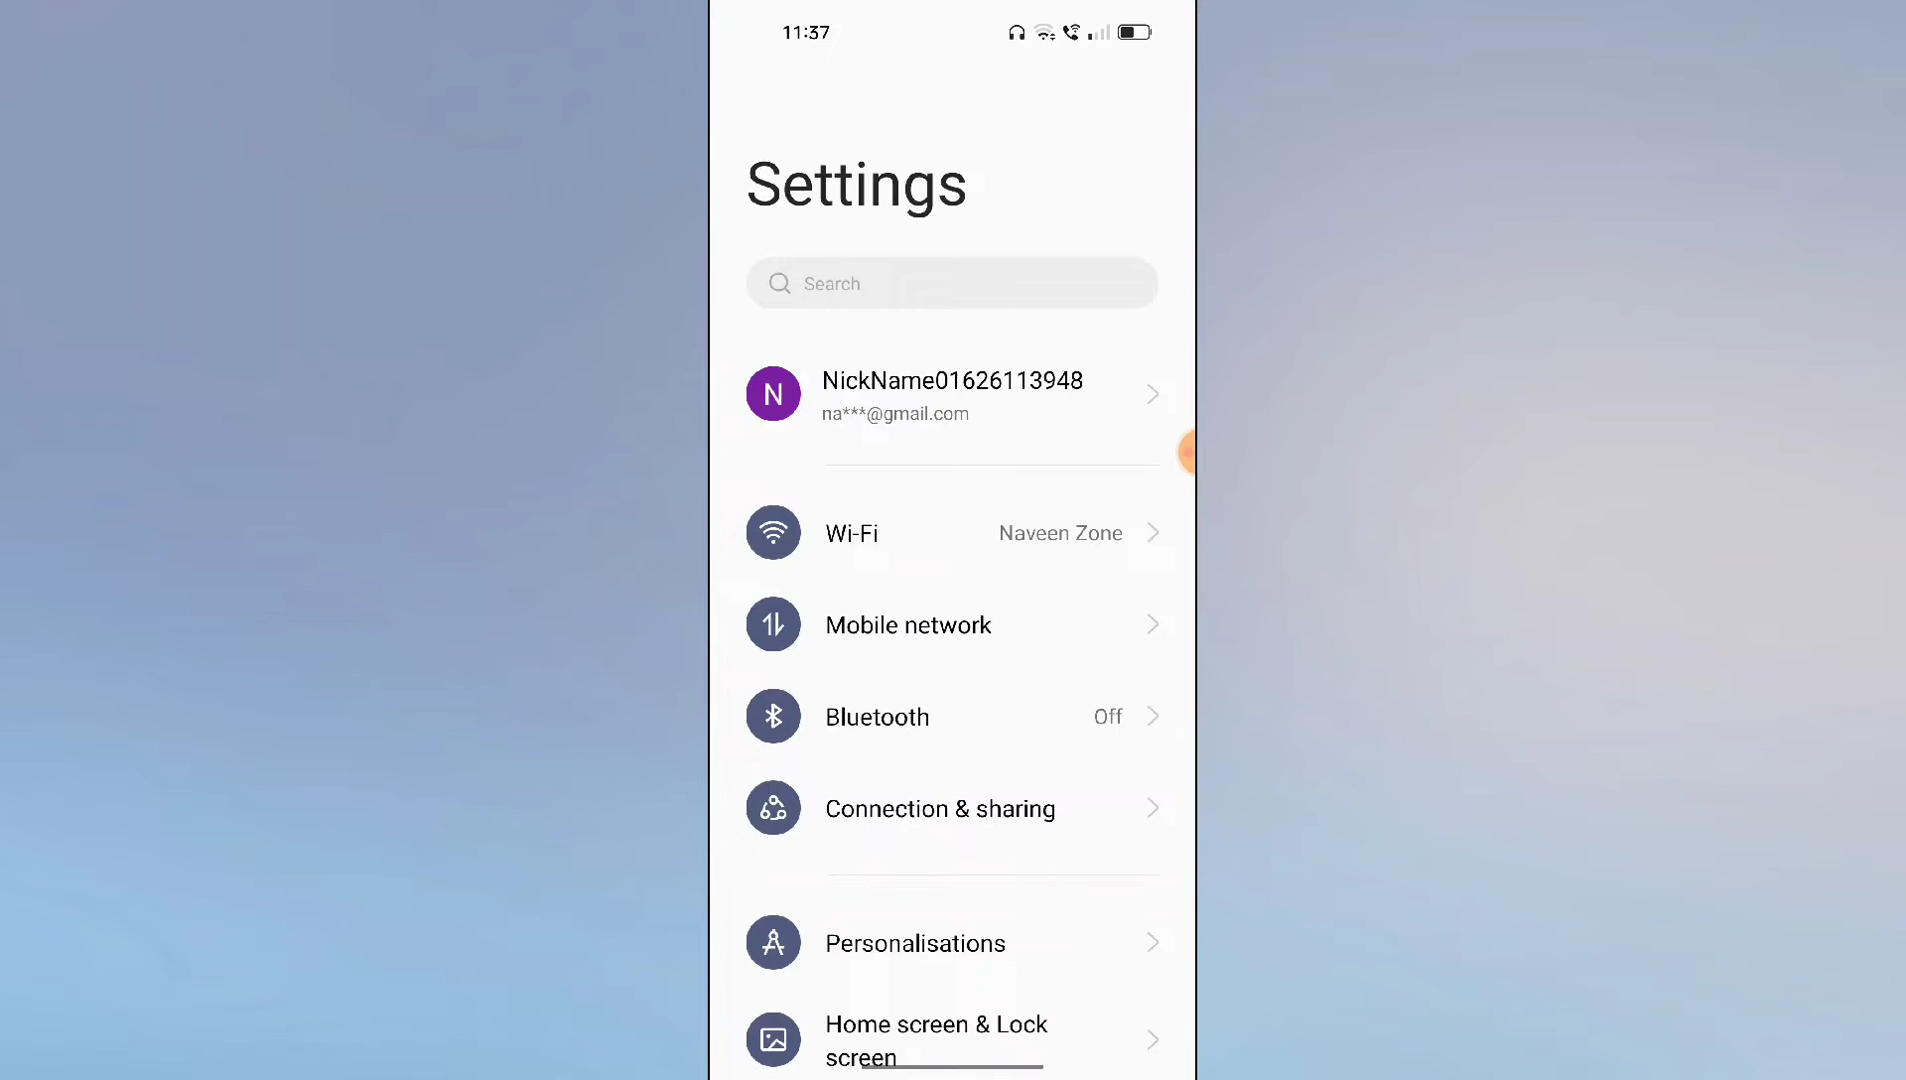 11:37
Settings
Search
N
NickName01626113948
na***@gmail.com
Wi-Fi
Naveen Zone
Mobile network
Bluetooth
Off
Connection & sharing
Personalisations
Home screen & Lock
screen